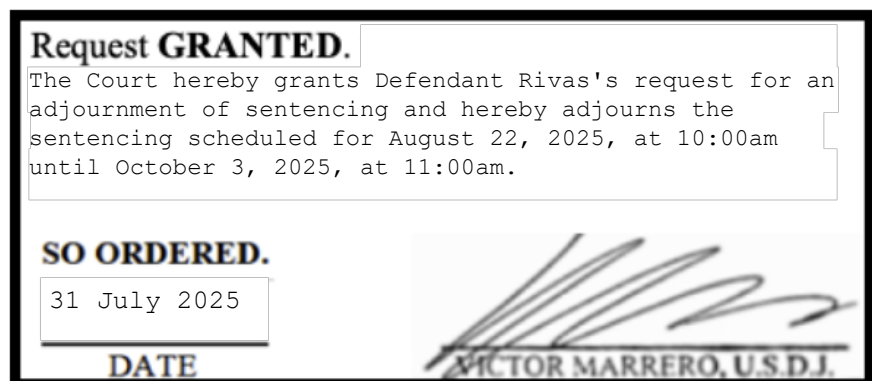 Request GRANTED.
The Court hereby grants Defendant Rivas's request for an
adjournment of sentencing and hereby adjourns the
sentencing scheduled for August 22, 2025, at 10:00am
until October 3, 2025, at 11:00am.
SO ORDERED.
31 July 2025
DATE
VICTOR MARRERO, U.S.D.J.